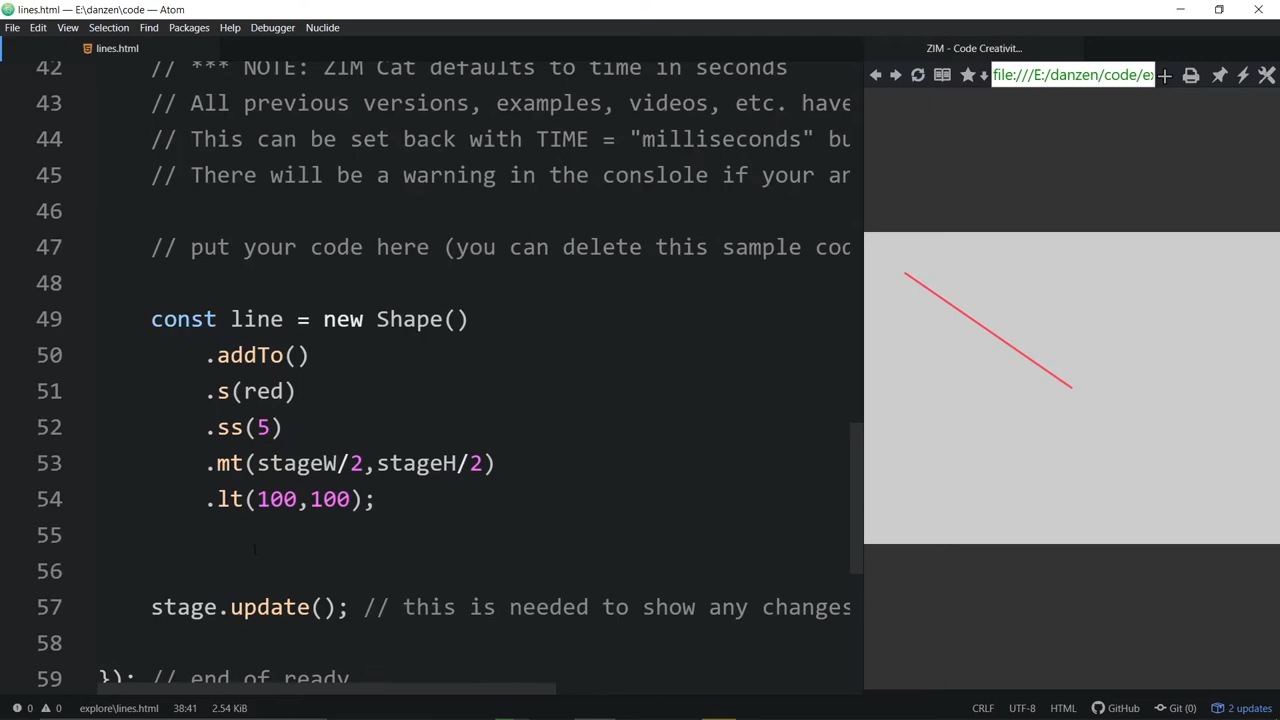 lines.html — E:\danzen\code — Atom
File Edit View Selection Find Packages Help Debugger Nuclide
lines.html
ZIM - Code Creativit...
file:///E:/danzen/code/ex
42 // *** NOTE: ZIM Cat defaults to time in seconds
43 // All previous versions, examples, videos, etc. have
44 // This can be set back with TIME = "milliseconds" bu
45 // There will be a warning in the conslole if your ar
46
47 // put your code here (you can delete this sample cod
48
49 const line = new Shape()
50 .addTo()
51 .s(red)
52 .ss(5)
53 .mt(stageW/2,stageH/2)
54 .lt(100,100);
55
56
57 stage.update(); // this is needed to show any changes
58
59 }); // end of ready
0 0 explore\lines.html 38:41 2.54 KiB CRLF UTF-8 HTML GitHub Git (0) 2 updates